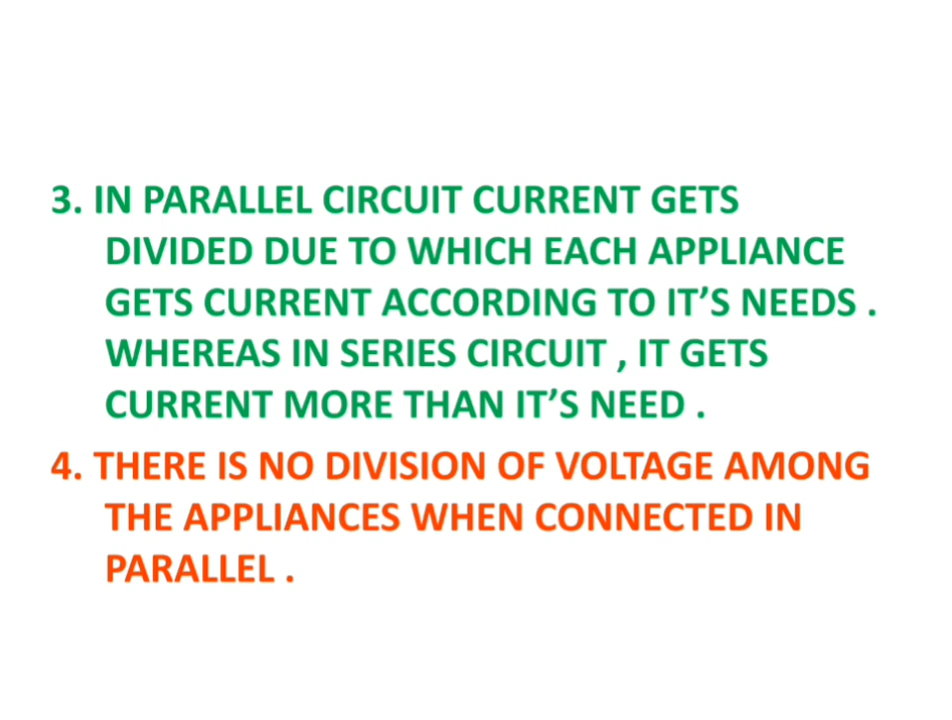 3. IN PARALLEL CIRCUIT CURRENT GETS
DIVIDED DUE TO WHICH EACH APPLIANCE
GETS CURRENT ACCORDING TO IT’S NEEDS .
WHEREAS IN SERIES CIRCUIT , IT GETS
CURRENT MORE THAN IT’S NEED .
4. THERE IS NO DIVISION OF VOLTAGE AMONG
THE APPLIANCES WHEN CONNECTED IN
PARALLEL .